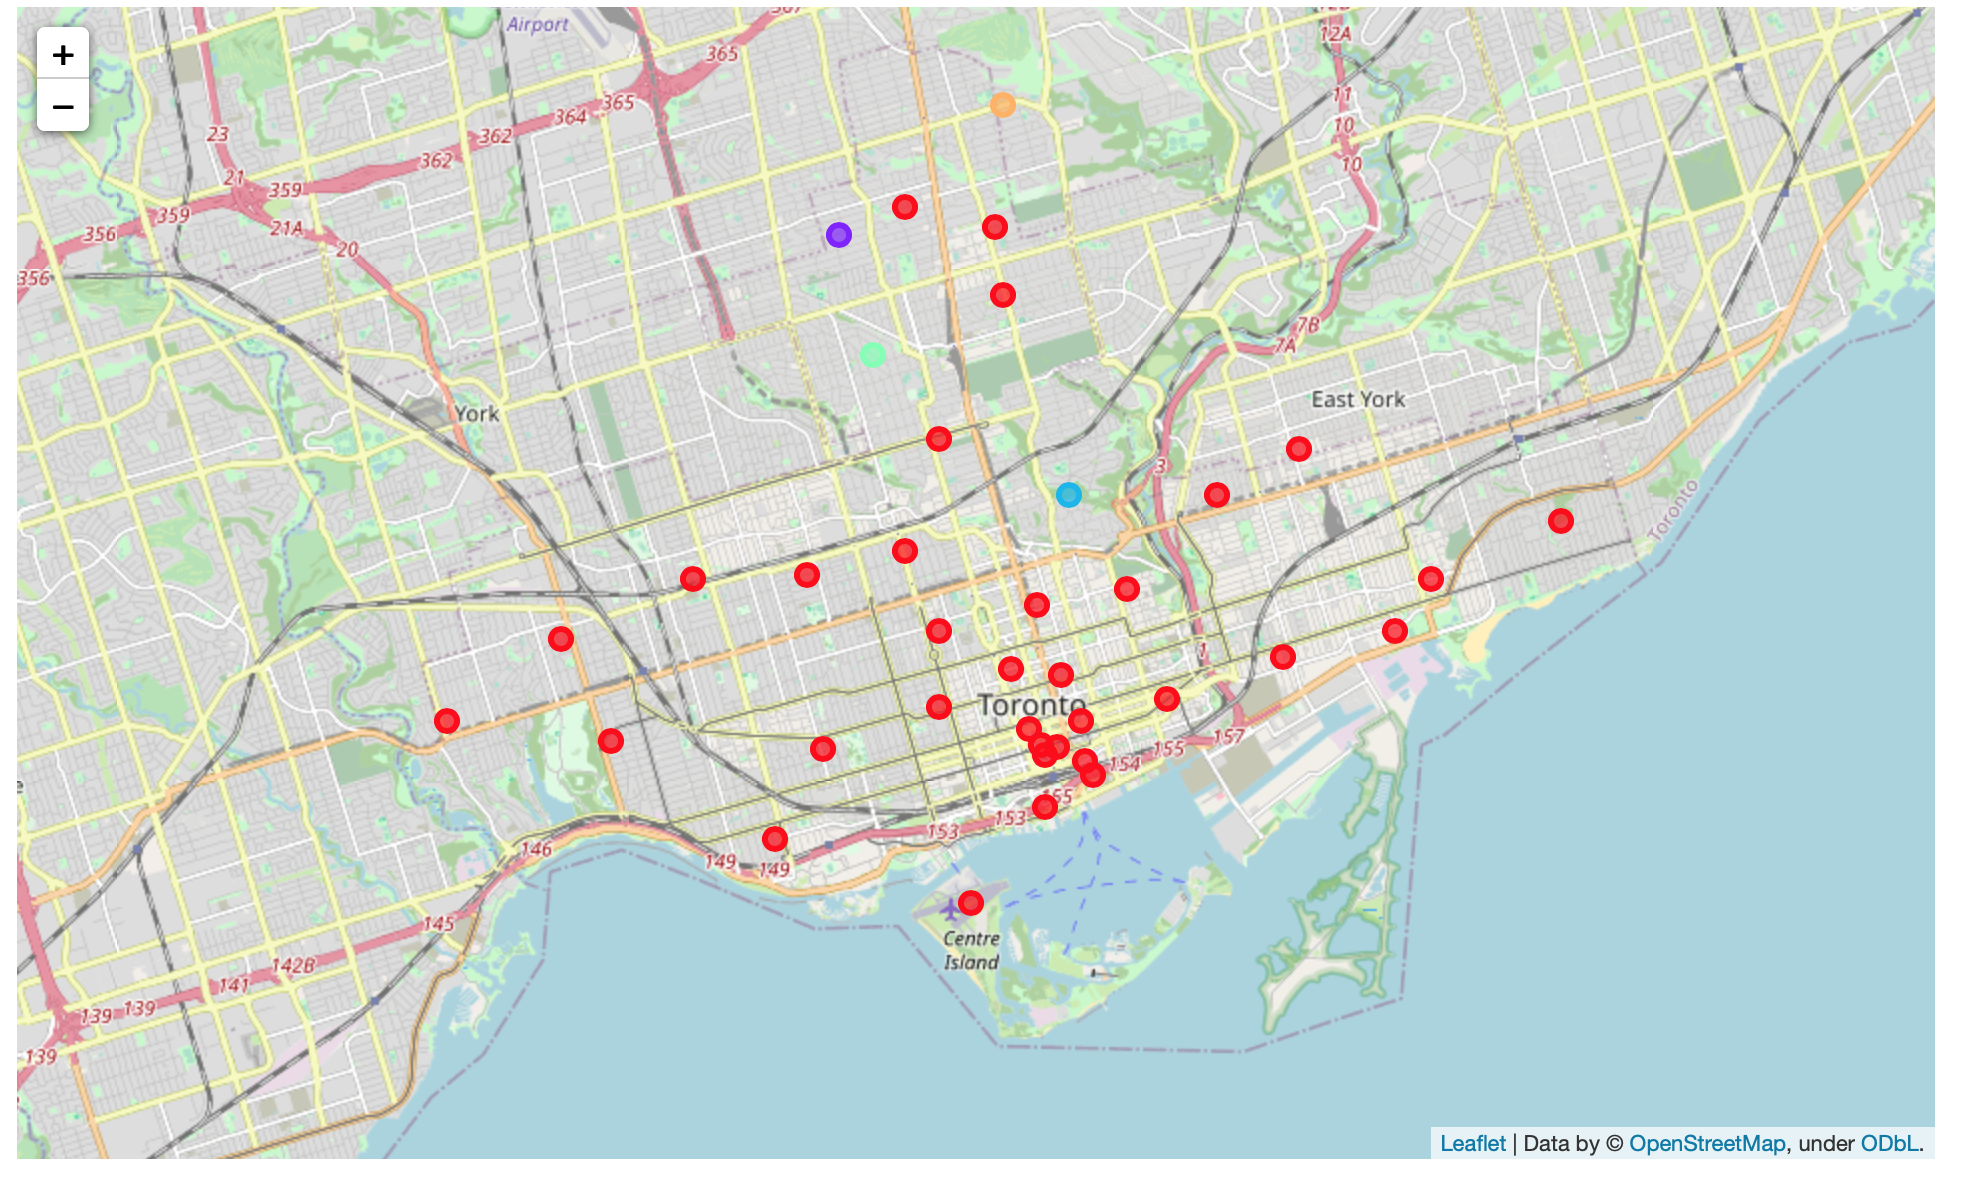 +
−
Airport
367
365
12A
23
364
365
362
362
11
10
10
21
359
359
356
21A
20
356
7B
7A
York
East York
3
Toronto
1
Toronto
157
155
154
155
153
153
146
149
149
Centre
Island
145
142B
141
139
139
139
e
Leaflet | Data by © OpenStreetMap, under ODbL.